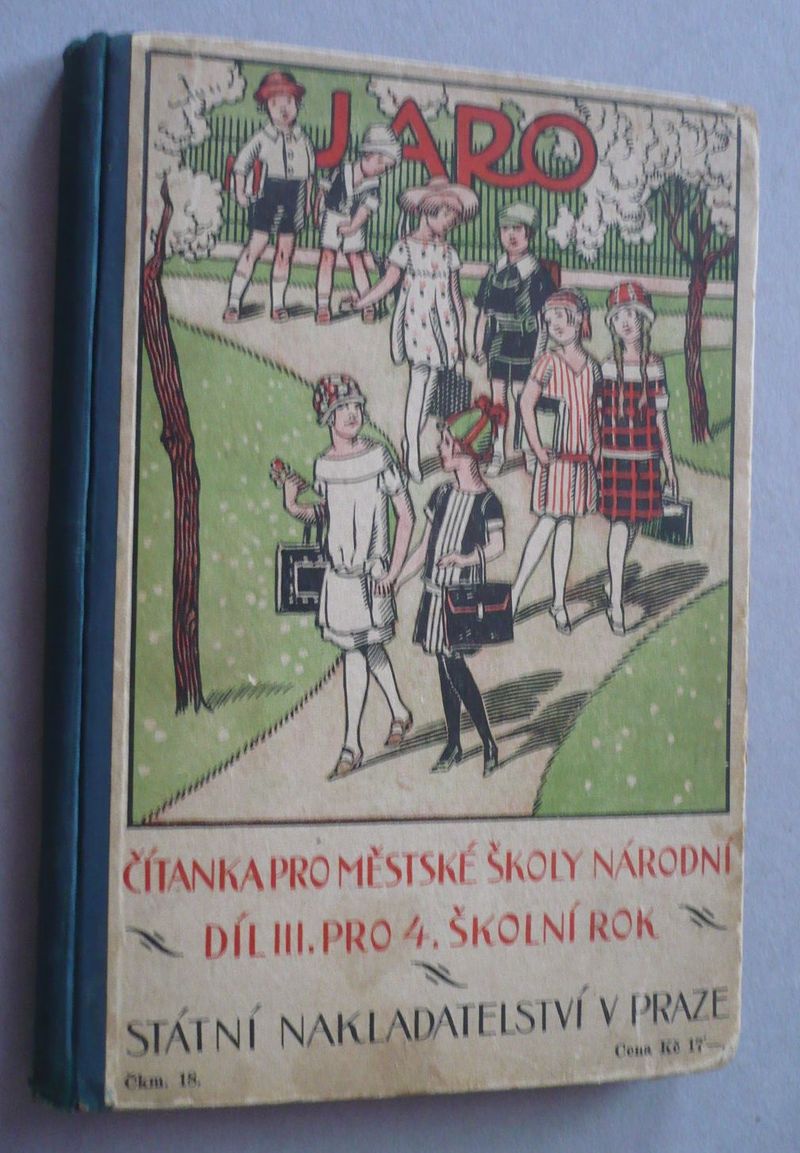 JARO
ČÍTANKA PRO MĚSTSKÉ ŠKOLY NÁRODNÍ
DÍL III. PRO 4. ŠKOLNÍ ROK
STÁTNÍ NAKLADATELSTVÍ V PRAZE
Cena Kč 17·—.
Čkm. 18.